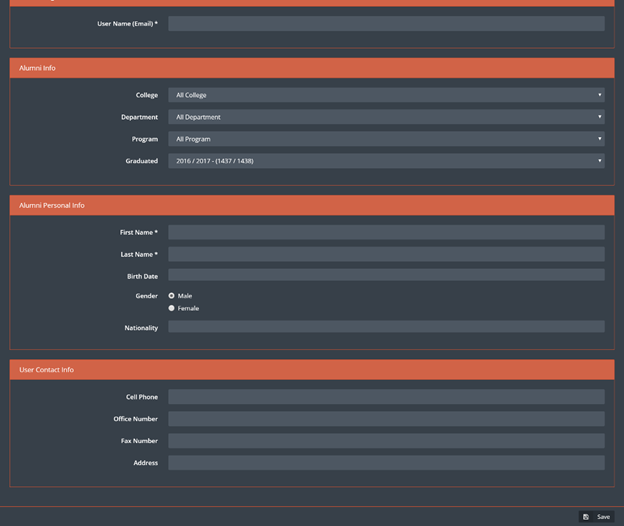 User Name (Email) *
Alumni Info
College All College
Department All Department
Program All Program
Graduated 2016 / 2017 - (1437 / 1438)
Alumni Personal Info
First Name *
Last Name *
Birth Date
Gender Male
Female
Nationality
User Contact Info
Cell Phone
Office Number
Fax Number
Address
Save